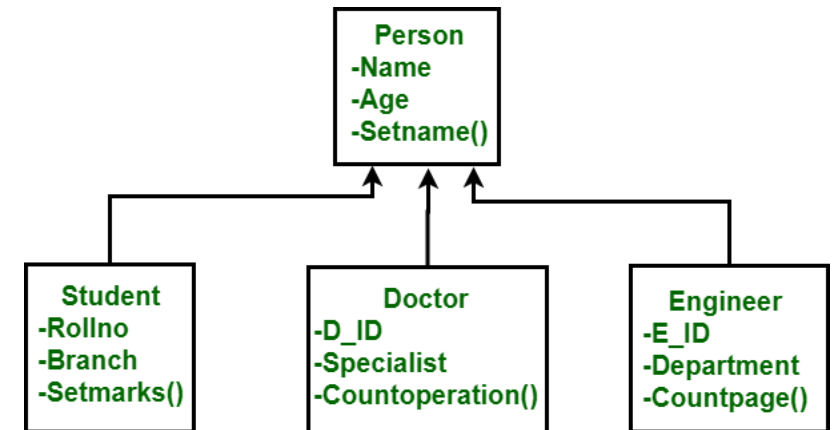 Person
-Name
-Age
-Setname()
Student
-Rollno
-Branch
-Setmarks()
Doctor
-D_ID
-Specialist
-Countoperation()
Engineer
-E_ID
-Department
-Countpage()